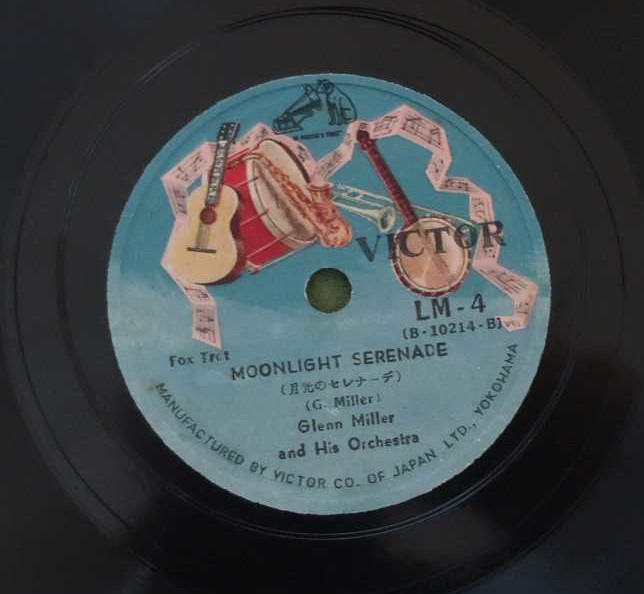 "HIS MASTER'S VOICE"
VICTOR
LM-4
(B-10214-B)
Fox Trot
MOONLIGHT SERENADE
(月光のセレナーデ)
(G. Miller)
Glenn Miller
and His Orchestra
MANUFACTURED BY VICTOR CO. OF JAPAN, LTD., YOKOHAMA